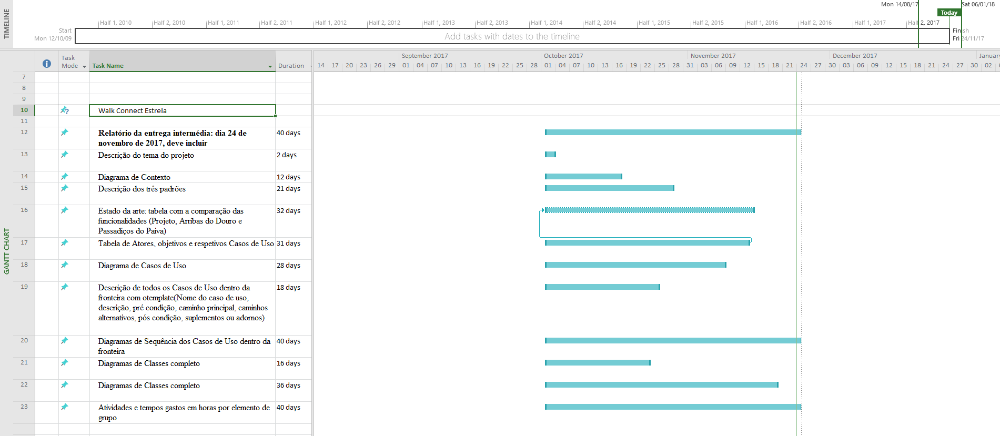 TIMELINE
Mon 14/08/17
Sat 06/01/18
Today
Half 1, 2010
Half 2, 2010
Half 1, 2011
Half 2, 2011
Half 1, 2012
Half 2, 2012
Half 1, 2013
Half 2, 2013
Half 1, 2014
Half 2, 2014
Half 1, 2015
Half 2, 2015
Half 1, 2016
Half 2, 2016
Half 1, 2017
Half 2, 2017
Start
Mon 12/10/09
Add tasks with dates to the timeline
Finish
Fri 24/11/17
GANTT CHART
Task
Mode
Task Name
Duration
September 2017
October 2017
November 2017
December 2017
January
14 17 20 23 26 29 01 04 07 10 13 16 19 22 25 28 01 04 07 10 13 16 19 22 25 28 31 03 06 09 12 15 18 21 24 27 30 03 06 09 12 15 18 21 24 27 30 02
7
8
9
10 Walk Connect Estrela
11
12 Relatório da entrega intermédia: dia 24 de 40 days
novembro de 2017, deve incluir
13 Descrição do tema do projeto 2 days
14 Diagrama de Contexto 12 days
15 Descrição dos três padrões 21 days
16 Estado da arte: tabela com a comparação das 32 days
funcionalidades (Projeto, Arribas do Douro e
Passadiços do Paiva)
17 Tabela de Atores, objetivos e respetivos Casos de Uso 31 days
18 Diagrama de Casos de Uso 28 days
19 Descrição de todos os Casos de Uso dentro da 18 days
fronteira com otemplate(Nome do caso de uso,
descrição, pré condição, caminho principal, caminhos
alternativos, pós condição, suplementos ou adornos)
20 Diagramas de Sequência dos Casos de Uso dentro da 40 days
fronteira
21 Diagramas de Classes completo 16 days
22 Diagramas de Classes completo 36 days
23 Atividades e tempos gastos em horas por elemento de 40 days
grupo